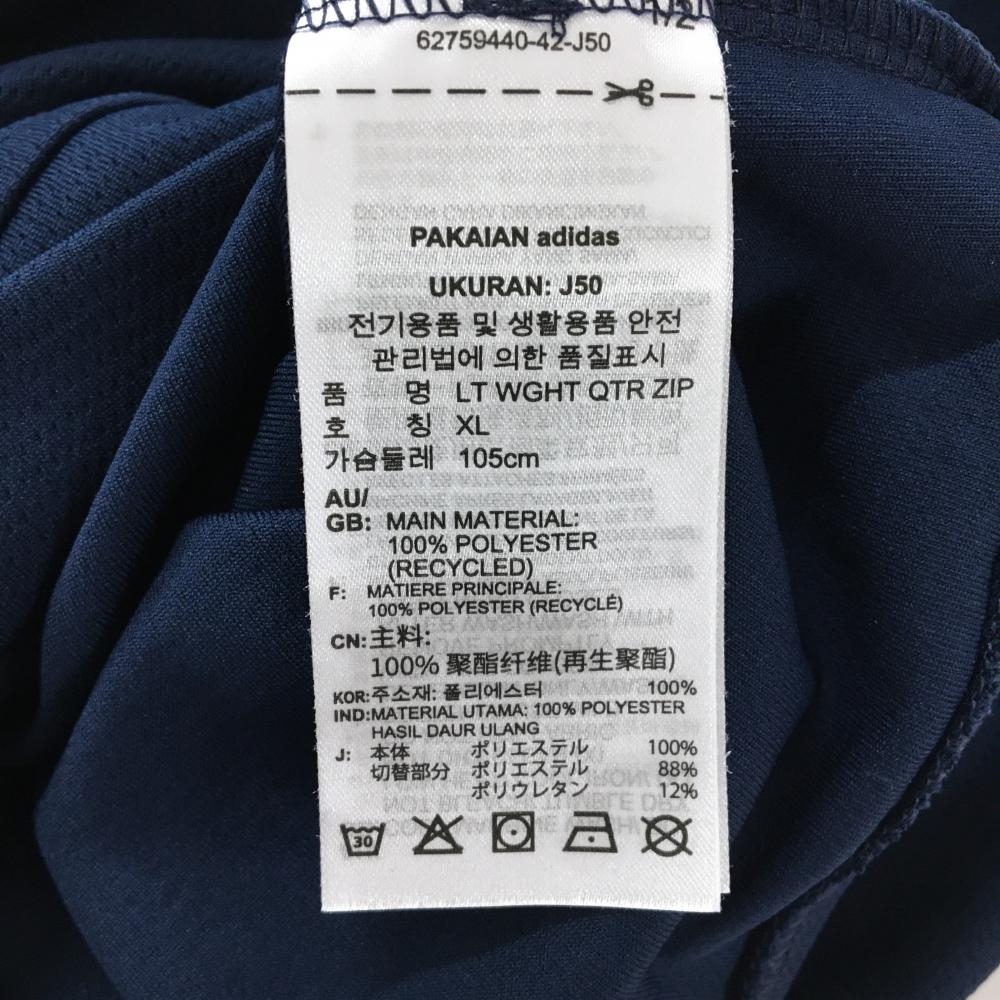 1/2
62759440-42-J50
PAKAIAN adidas
UKURAN: J50
전기용품 및 생활용품 안전
관리법에 의한 품질표시
품 명 LT WGHT QTR ZIP
호 칭 XL
가슴둘레 105cm
AU/
GB: MAIN MATERIAL:
100% POLYESTER
(RECYCLED)
F: MATIERE PRINCIPALE:
100% POLYESTER (RECYCLÉ)
CN: 主料:
100% 聚酯纤维(再生聚酯)
KOR: 주소재: 폴리에스터 100%
IND: MATERIAL UTAMA: 100% POLYESTER
HASIL DAUR ULANG
J: 本体 ポリエステル 100%
切替部分 ポリエステル 88%
ポリウレタン 12%
30